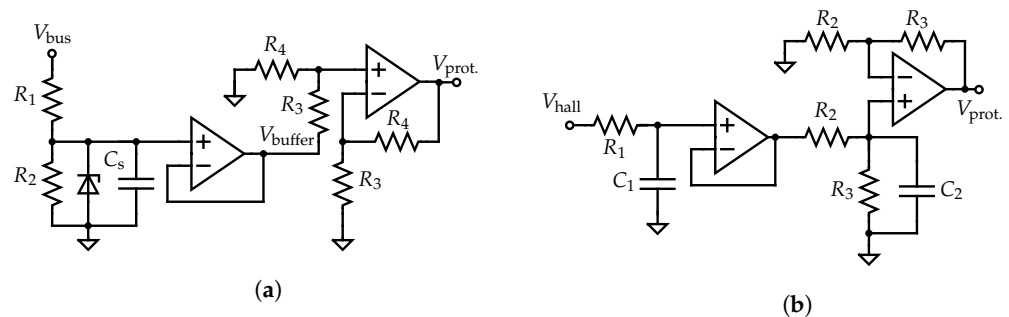 V_bus
R_1
R_2
C_s
+
−
V_buffer
R_4
R_3
+
−
V_prot.
R_4
R_3
(a)
V_hall
R_1
C_1
+
−
R_2
R_2
R_3
−
+
V_prot.
R_3
C_2
(b)